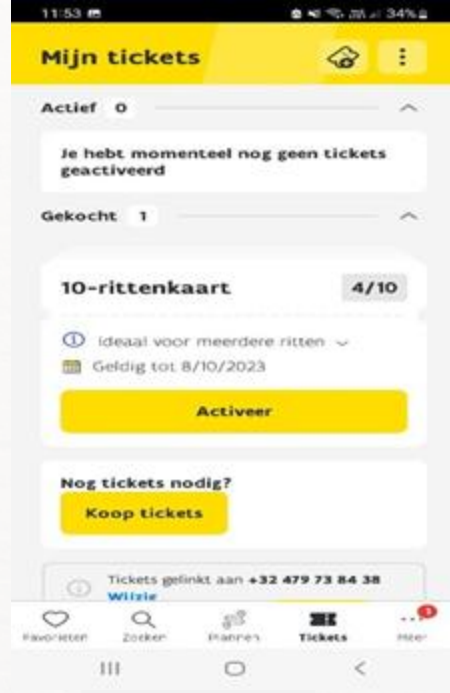 11:53
34%
Mijn tickets
Actief 0
Je hebt momenteel nog geen tickets
geactiveerd
Gekocht 1
10-rittenkaart 4/10
Ideaal voor meerdere ritten
Geldig tot 8/10/2023
Activeer
Nog tickets nodig?
Koop tickets
Tickets gelinkt aan +32 479 73 84 38
Wijzig
Favorieten Zoeken Plannen Tickets Meer